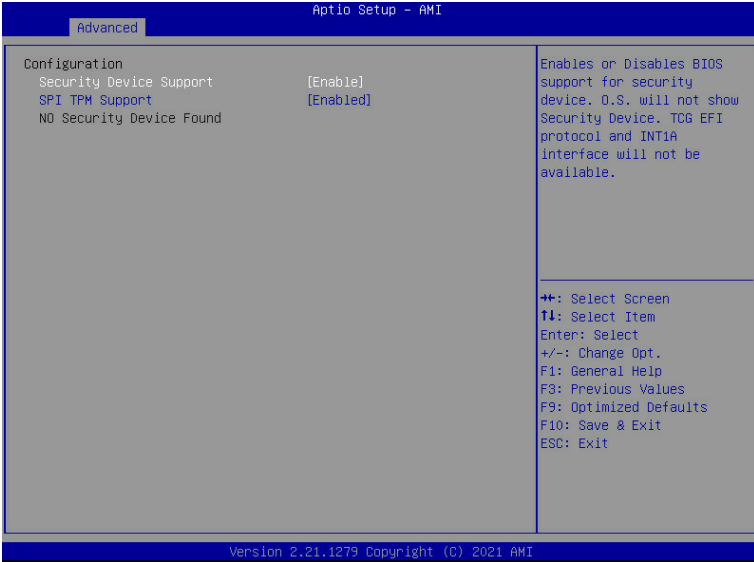 Aptio Setup – AMI
Advanced
Configuration
Security Device Support [Enable]
SPI TPM Support [Enabled]
NO Security Device Found
Enables or Disables BIOS
support for security
device. O.S. will not show
Security Device. TCG EFI
protocol and INT1A
interface will not be
available.
→←: Select Screen
↑↓: Select Item
Enter: Select
+/-: Change Opt.
F1: General Help
F3: Previous Values
F9: Optimized Defaults
F10: Save & Exit
ESC: Exit
Version 2.21.1279 Copyright (C) 2021 AMI